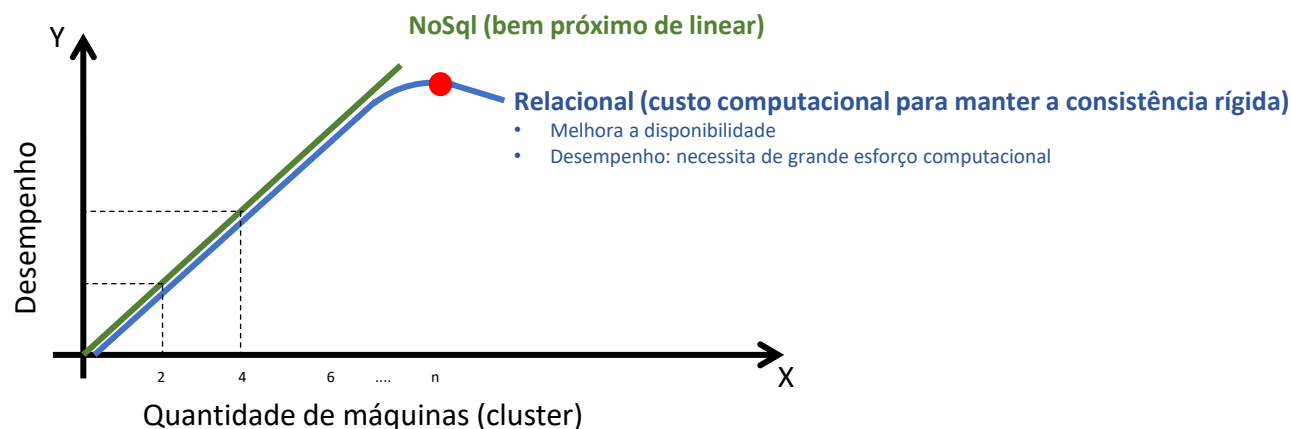 NoSql (bem próximo de linear)
Y
Relacional (custo computacional para manter a consistência rígida)
• Melhora a disponibilidade
• Desempenho: necessita de grande esforço computacional
Desempenho
2 4 6 .... n
X
Quantidade de máquinas (cluster)